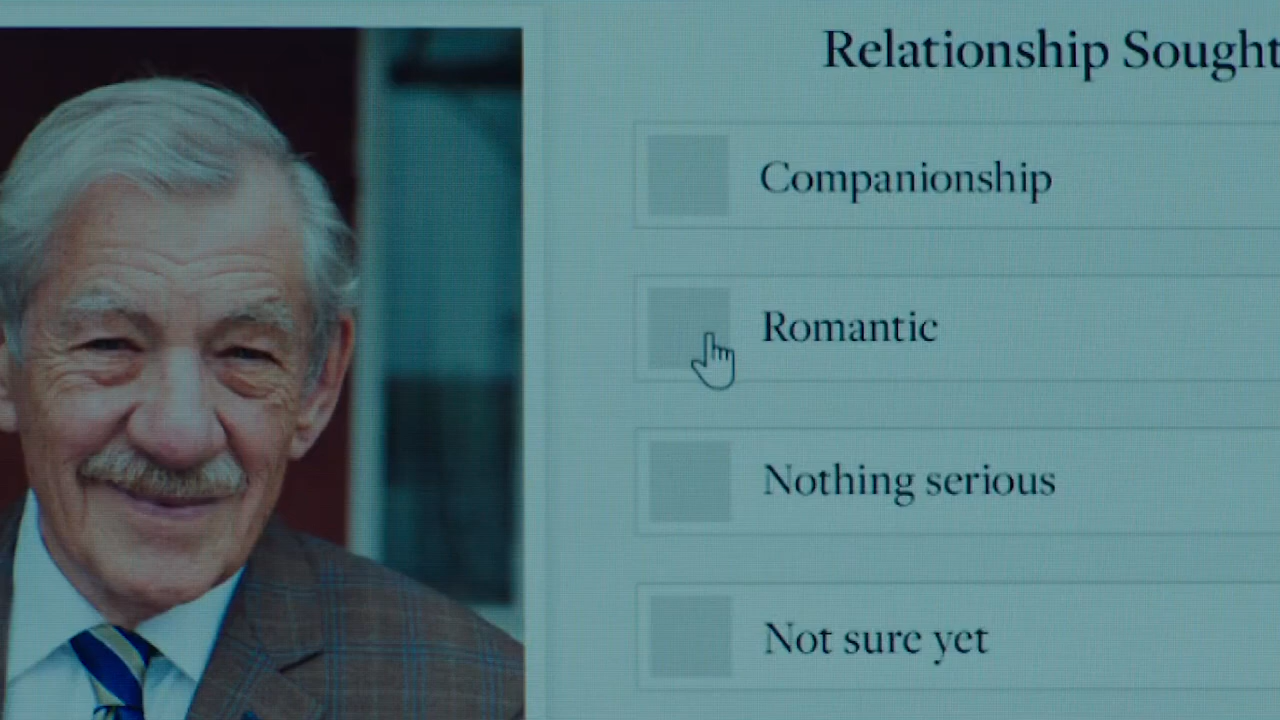 Relationship Sought
Companionship
Romantic
Nothing serious
Not sure yet